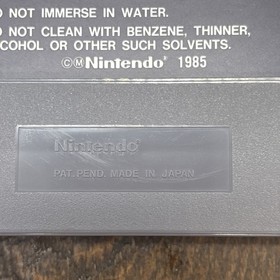 O NOT IMMERSE IN WATER.
O NOT CLEAN WITH BENZENE, THINNER,
LCOHOL OR OTHER SUCH SOLVENTS.
©M Nintendo® 1985
Nintendo®
PAT. PEND. MADE IN JAPAN